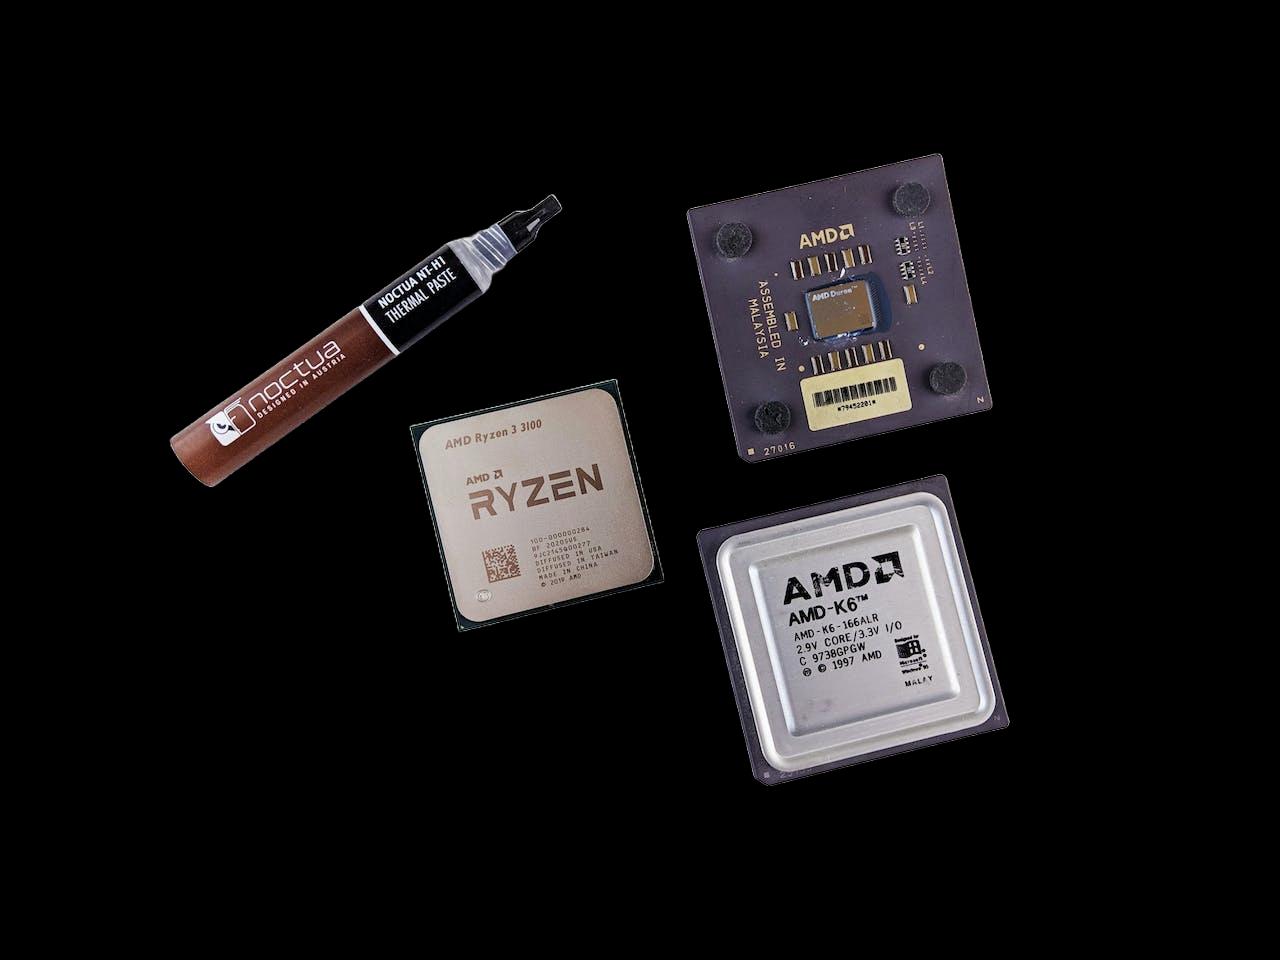 NOCTUA NT-H1
THERMAL PASTE
noctua
DESIGNED IN AUSTRIA
AMD Ryzen 3 3100
AMD
RYZEN
100-000000284
BF 2020SUS
9JC2145Q00277
DIFFUSED IN USA
DIFFUSED IN TAIWAN
MADE IN CHINA
© 2019 AMD
AMD
AMD Duron™
ASSEMBLED IN
MALAYSIA
*79452201*
27016
N
AMD
AMD-K6™
AMD-K6-166ALR
2.9V CORE/3.3V I/O
C 9738GPGW
Ⓜ © 1997 AMD
Designed for
Microsoft
Windows 95
MALAY
N